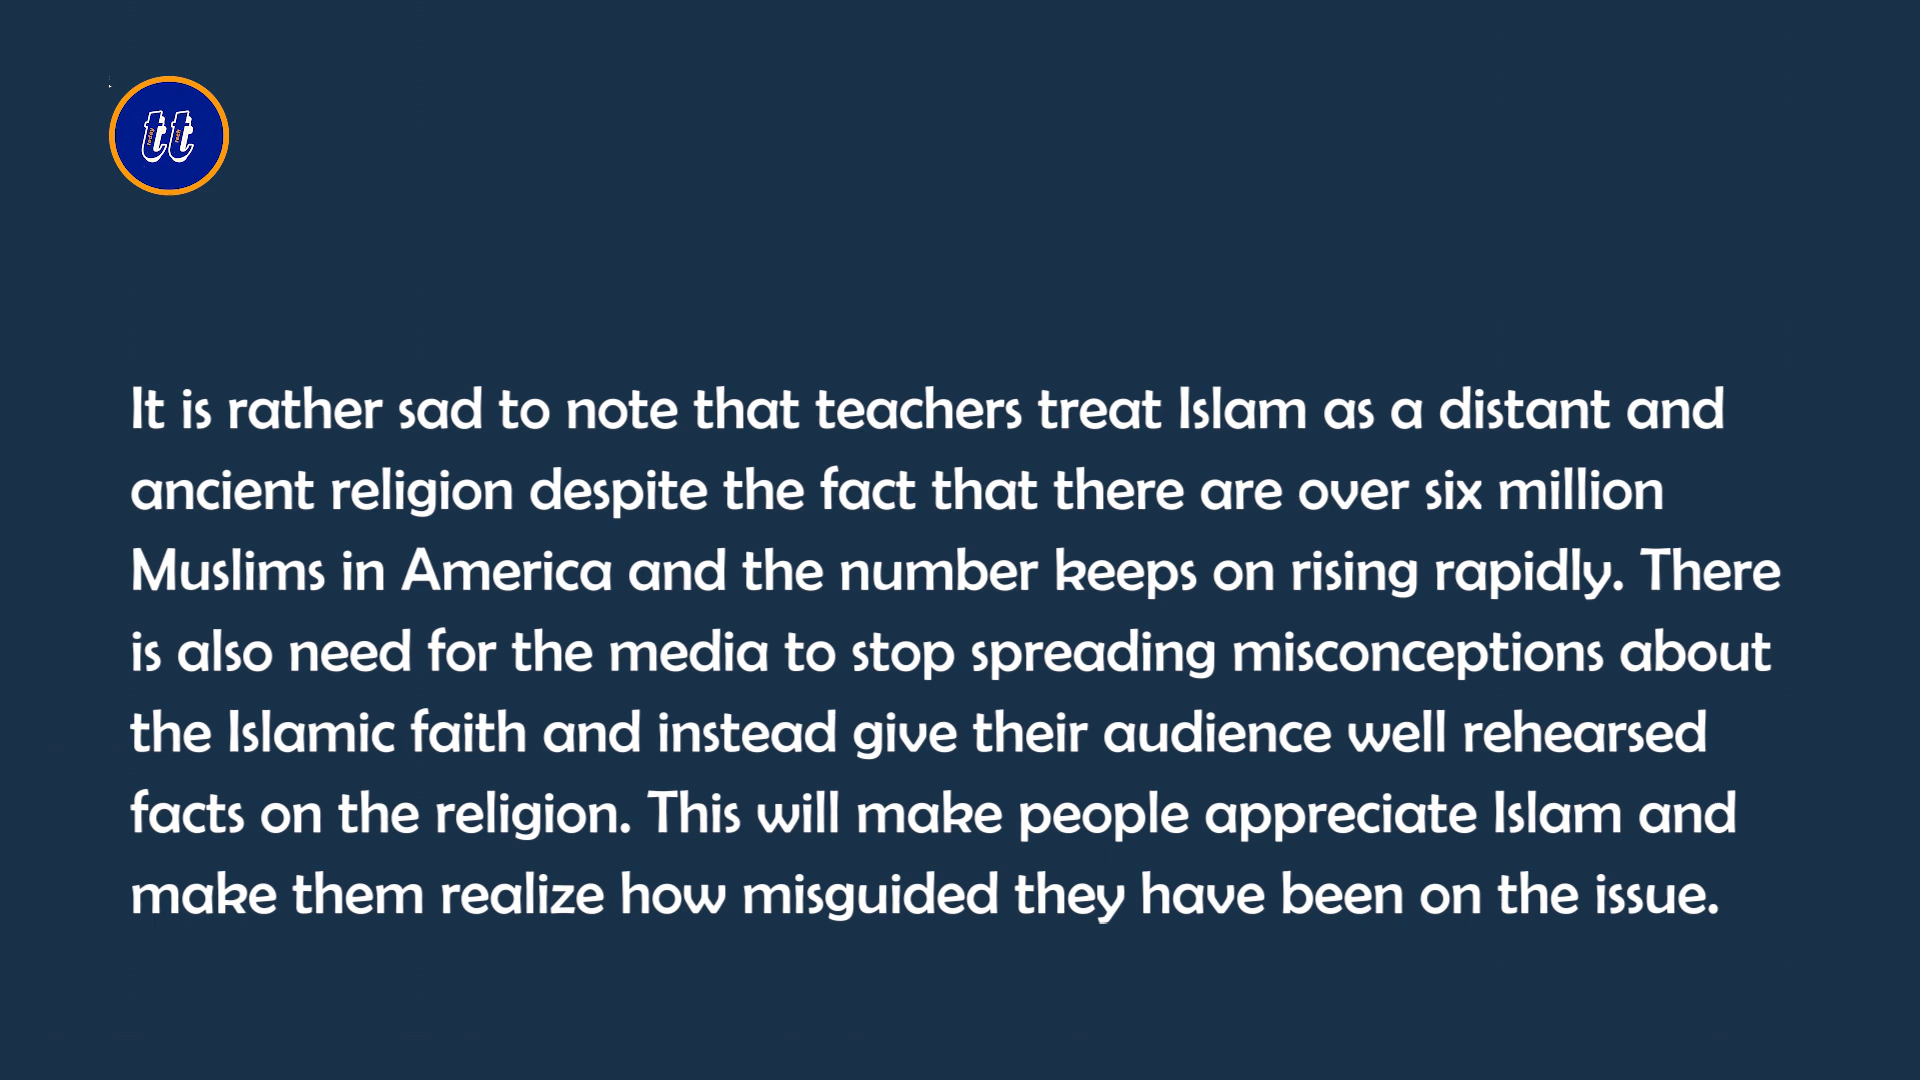 tt
It is rather sad to note that teachers treat Islam as a distant and
ancient religion despite the fact that there are over six million
Muslims in America and the number keeps on rising rapidly. There
is also need for the media to stop spreading misconceptions about
the Islamic faith and instead give their audience well rehearsed
facts on the religion. This will make people appreciate Islam and
make them realize how misguided they have been on the issue.